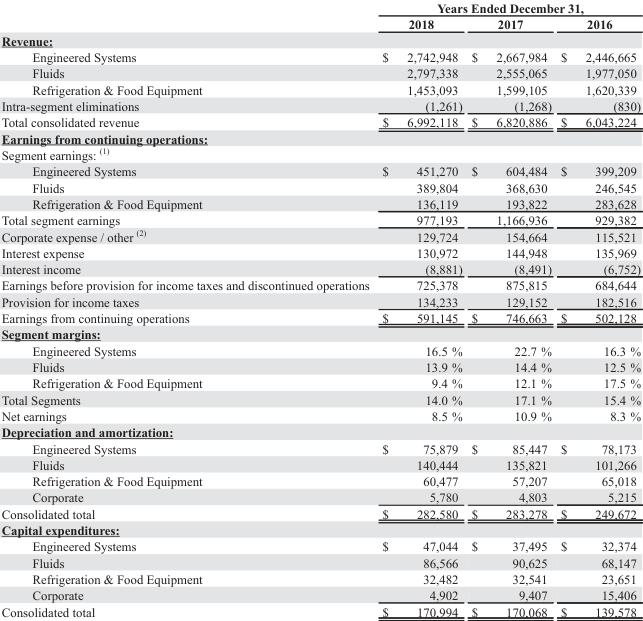 Years Ended December 31,
2018 2017 2016
Revenue:
Engineered Systems $ 2,742,948 $ 2,667,984 $ 2,446,665
Fluids 2,797,338 2,555,065 1,977,050
Refrigeration & Food Equipment 1,453,093 1,599,105 1,620,339
Intra-segment eliminations (1,261) (1,268) (830)
Total consolidated revenue $ 6,992,118 $ 6,820,886 $ 6,043,224
Earnings from continuing operations:
Segment earnings: (1)
Engineered Systems $ 451,270 $ 604,484 $ 399,209
Fluids 389,804 368,630 246,545
Refrigeration & Food Equipment 136,119 193,822 283,628
Total segment earnings 977,193 1,166,936 929,382
Corporate expense / other (2) 129,724 154,664 115,521
Interest expense 130,972 144,948 135,969
Interest income (8,881) (8,491) (6,752)
Earnings before provision for income taxes and discontinued operations 725,378 875,815 684,644
Provision for income taxes 134,233 129,152 182,516
Earnings from continuing operations $ 591,145 $ 746,663 $ 502,128
Segment margins:
Engineered Systems 16.5 % 22.7 % 16.3 %
Fluids 13.9 % 14.4 % 12.5 %
Refrigeration & Food Equipment 9.4 % 12.1 % 17.5 %
Total Segments 14.0 % 17.1 % 15.4 %
Net earnings 8.5 % 10.9 % 8.3 %
Depreciation and amortization:
Engineered Systems $ 75,879 $ 85,447 $ 78,173
Fluids 140,444 135,821 101,266
Refrigeration & Food Equipment 60,477 57,207 65,018
Corporate 5,780 4,803 5,215
Consolidated total $ 282,580 $ 283,278 $ 249,672
Capital expenditures:
Engineered Systems $ 47,044 $ 37,495 $ 32,374
Fluids 86,566 90,625 68,147
Refrigeration & Food Equipment 32,482 32,541 23,651
Corporate 4,902 9,407 15,406
Consolidated total $ 170,994 $ 170,068 $ 139,578